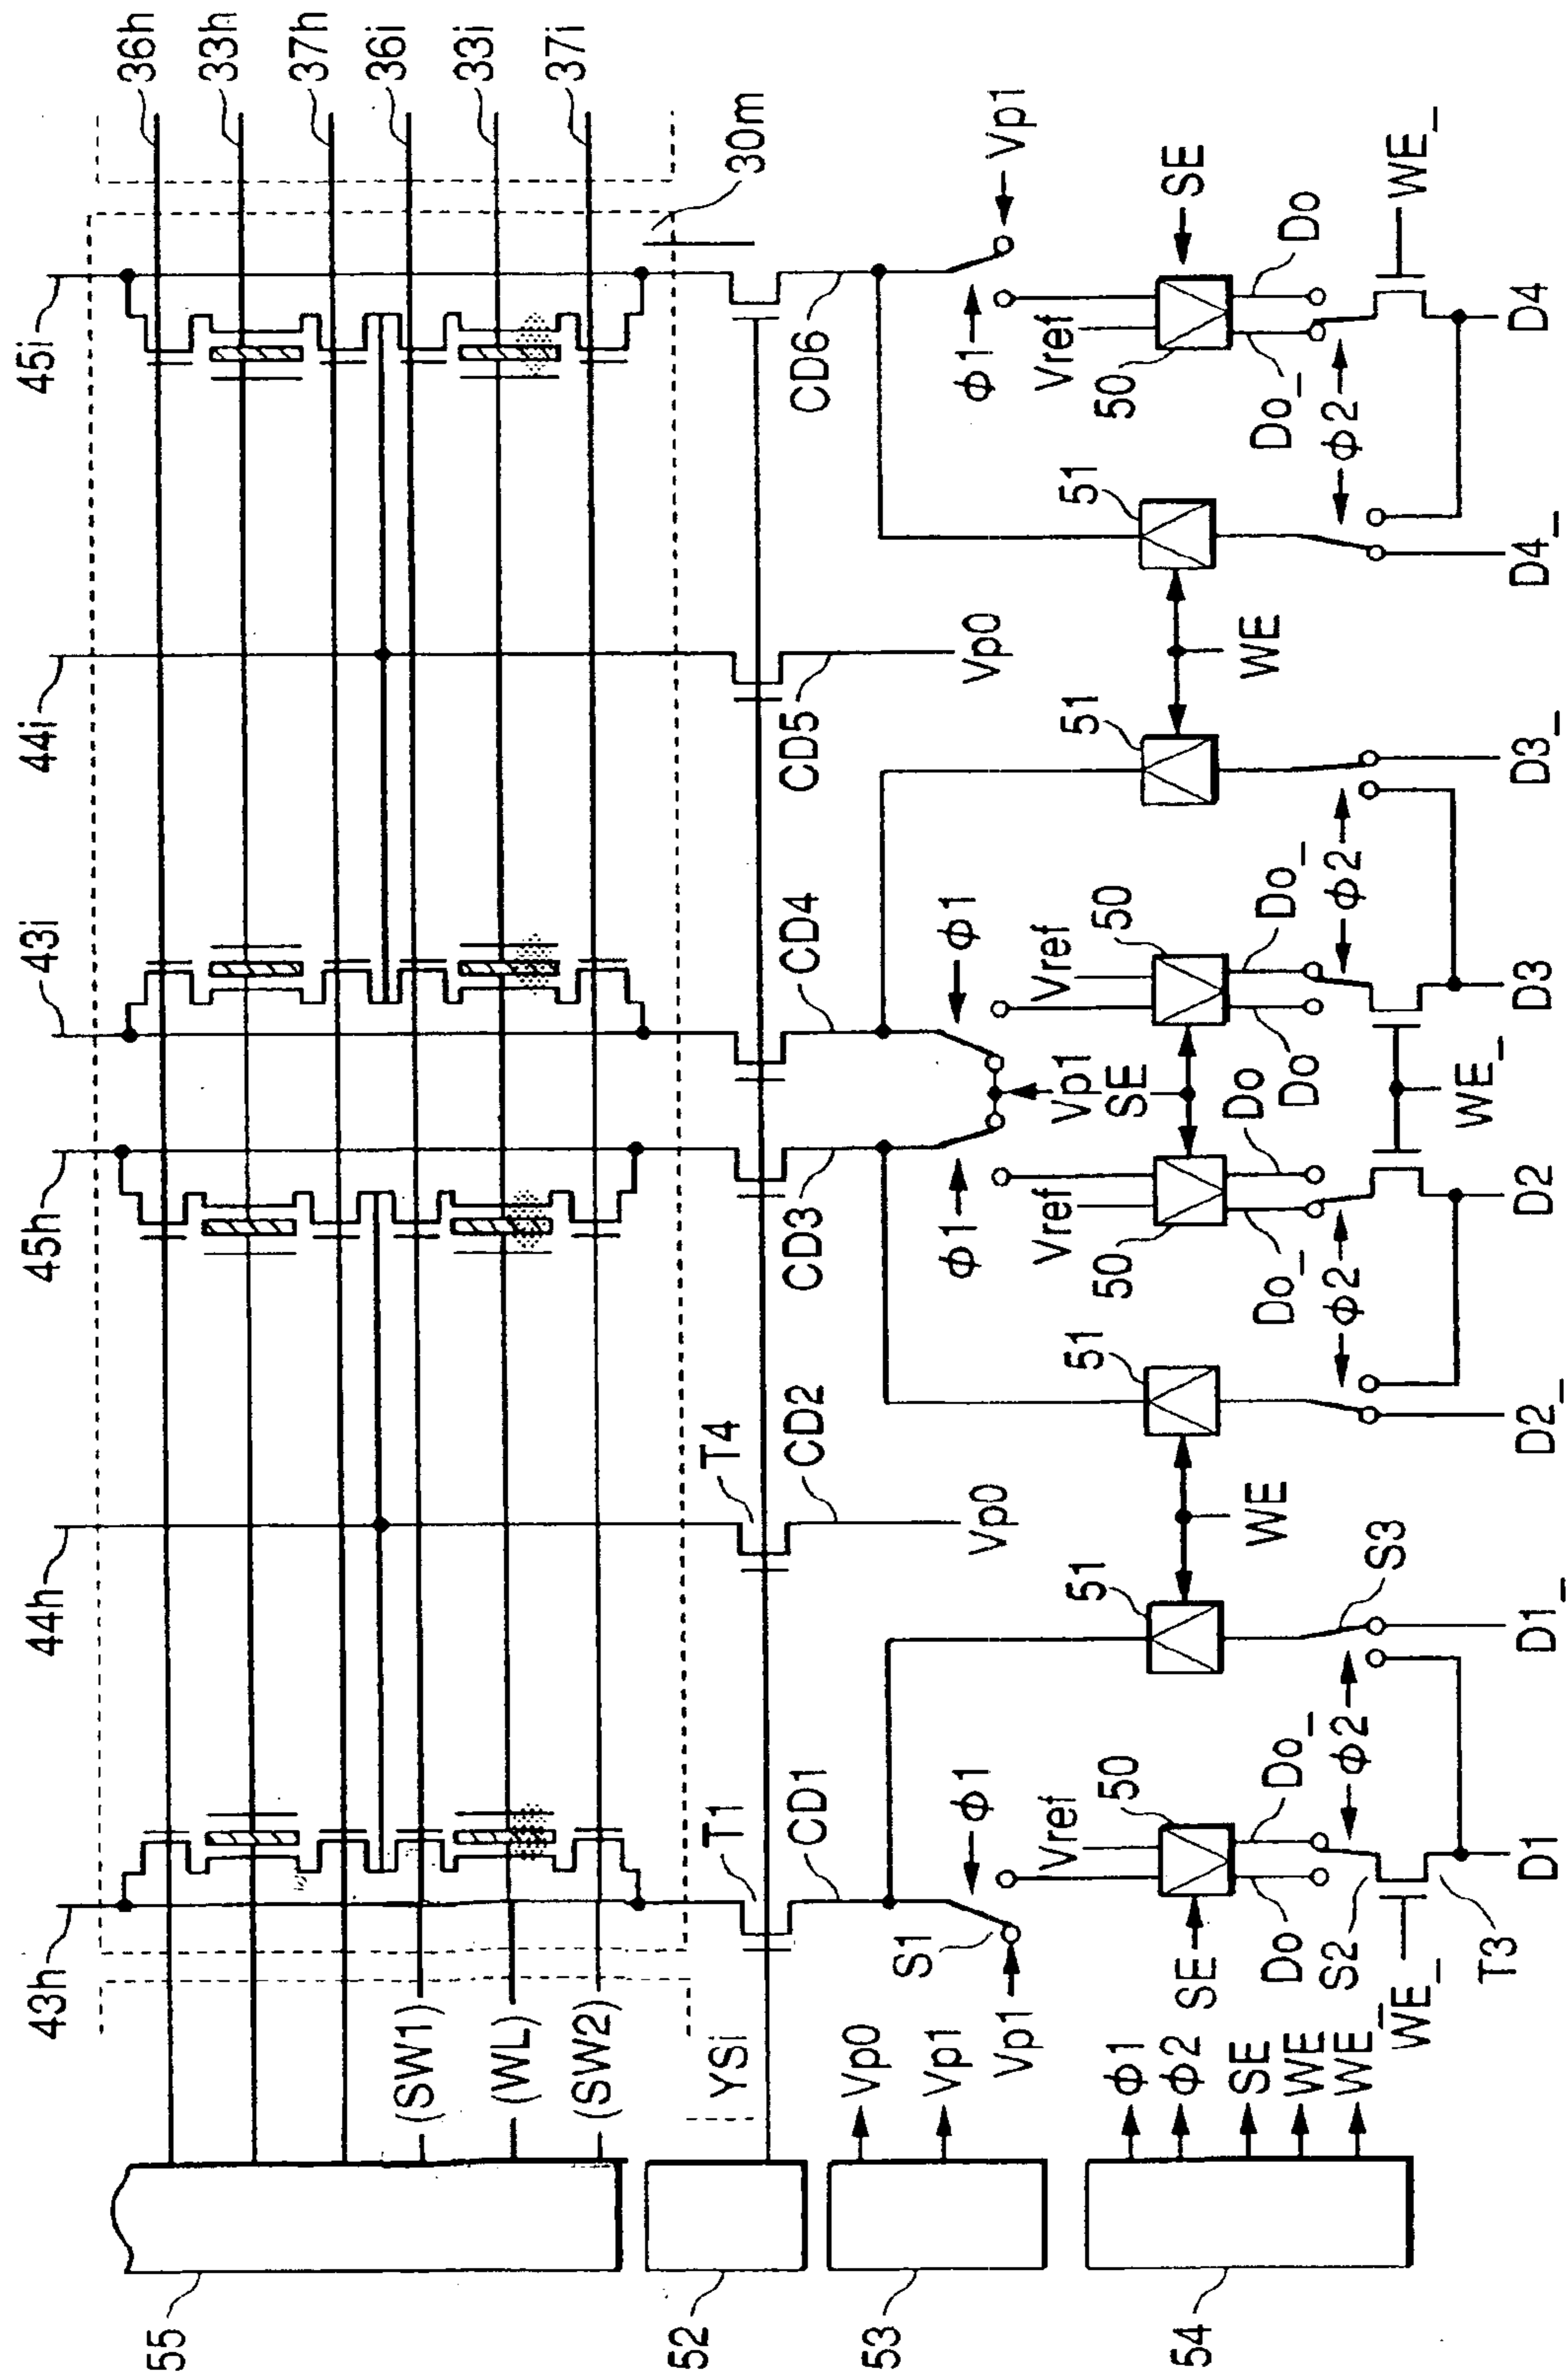 36h
33h
37h
36i
33i
37i
30m
45i
44i
43i
45h
44h
43h
(SW1)
(WL)
(SW2)
YSi
T1
T4
CD1
CD2
CD3
CD4
CD5
CD6
Vp0
Vp0
S1
Vp1
Vp1
Vp1
φ1
φ1
φ1
φ1
Vref
Vref
Vref
Vref
50
50
50
50
51
51
51
51
SE
SE
SE
WE
WE
Do
Do_
Do_
Do
Do
Do_
Do_
Do
S2
S3
φ2
φ2
φ2
φ2
T3
WE_
WE_
WE_
D1
D1_
D2_
D2
D3
D3_
D4_
D4
Vp0
Vp1
φ1
φ2
SE
WE
WE_
55
52
53
54